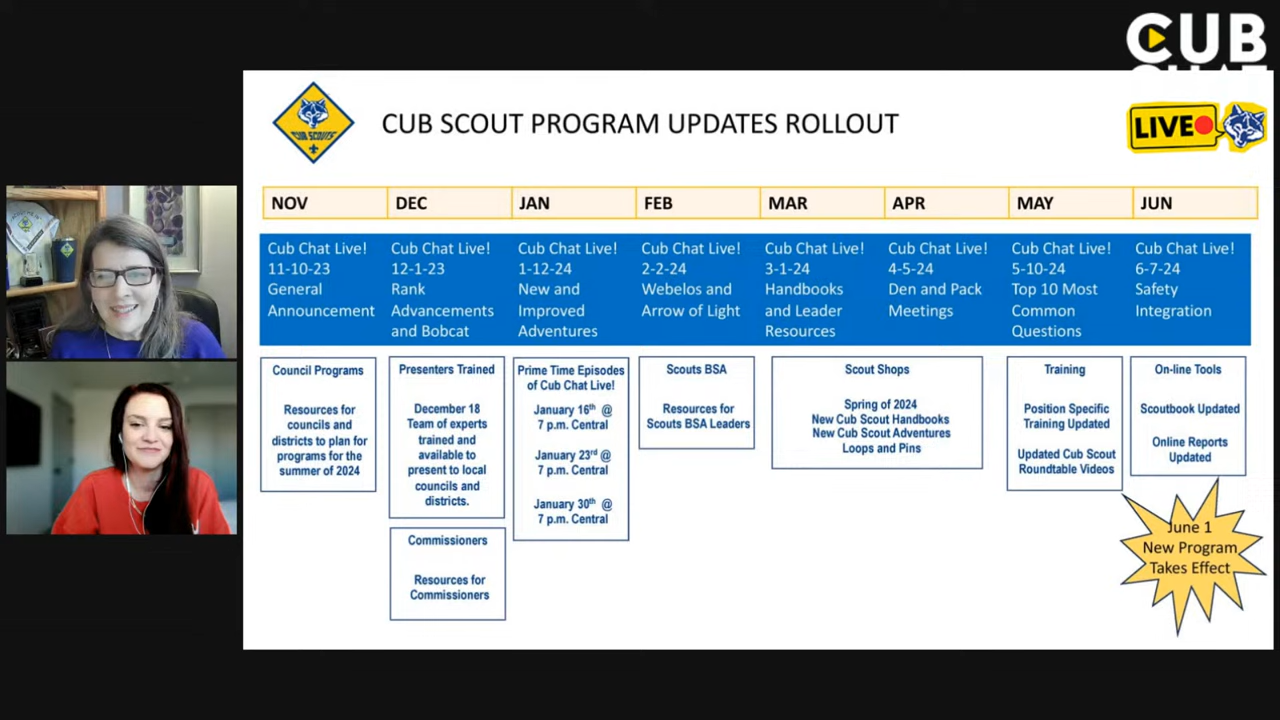 CUB
CHAT
LIVE
CUB SCOUTS
CUB SCOUT PROGRAM UPDATES ROLLOUT
NOV
DEC
JAN
FEB
MAR
APR
MAY
JUN
Cub Chat Live!
11-10-23
General
Announcement
Cub Chat Live!
12-1-23
Rank
Advancements
and Bobcat
Cub Chat Live!
1-12-24
New and
Improved
Adventures
Cub Chat Live!
2-2-24
Webelos and
Arrow of Light
Cub Chat Live!
3-1-24
Handbooks
and Leader
Resources
Cub Chat Live!
4-5-24
Den and Pack
Meetings
Cub Chat Live!
5-10-24
Top 10 Most
Common
Questions
Cub Chat Live!
6-7-24
Safety
Integration
Council Programs
Resources for
councils and
districts to plan for
programs for the
summer of 2024
Presenters Trained
December 18
Team of experts
trained and
available to
present to local
councils and
districts.
Commissioners
Resources for
Commissioners
Prime Time Episodes
of Cub Chat Live!
January 16th @
7 p.m. Central
January 23rd @
7 p.m. Central
January 30th @
7 p.m. Central
Scouts BSA
Resources for
Scouts BSA Leaders
Scout Shops
Spring of 2024
New Cub Scout Handbooks
New Cub Scout Adventures
Loops and Pins
Training
Position Specific
Training Updated
Updated Cub Scout
Roundtable Videos
On-line Tools
Scoutbook Updated
Online Reports
Updated
June 1
New Program
Takes Effect